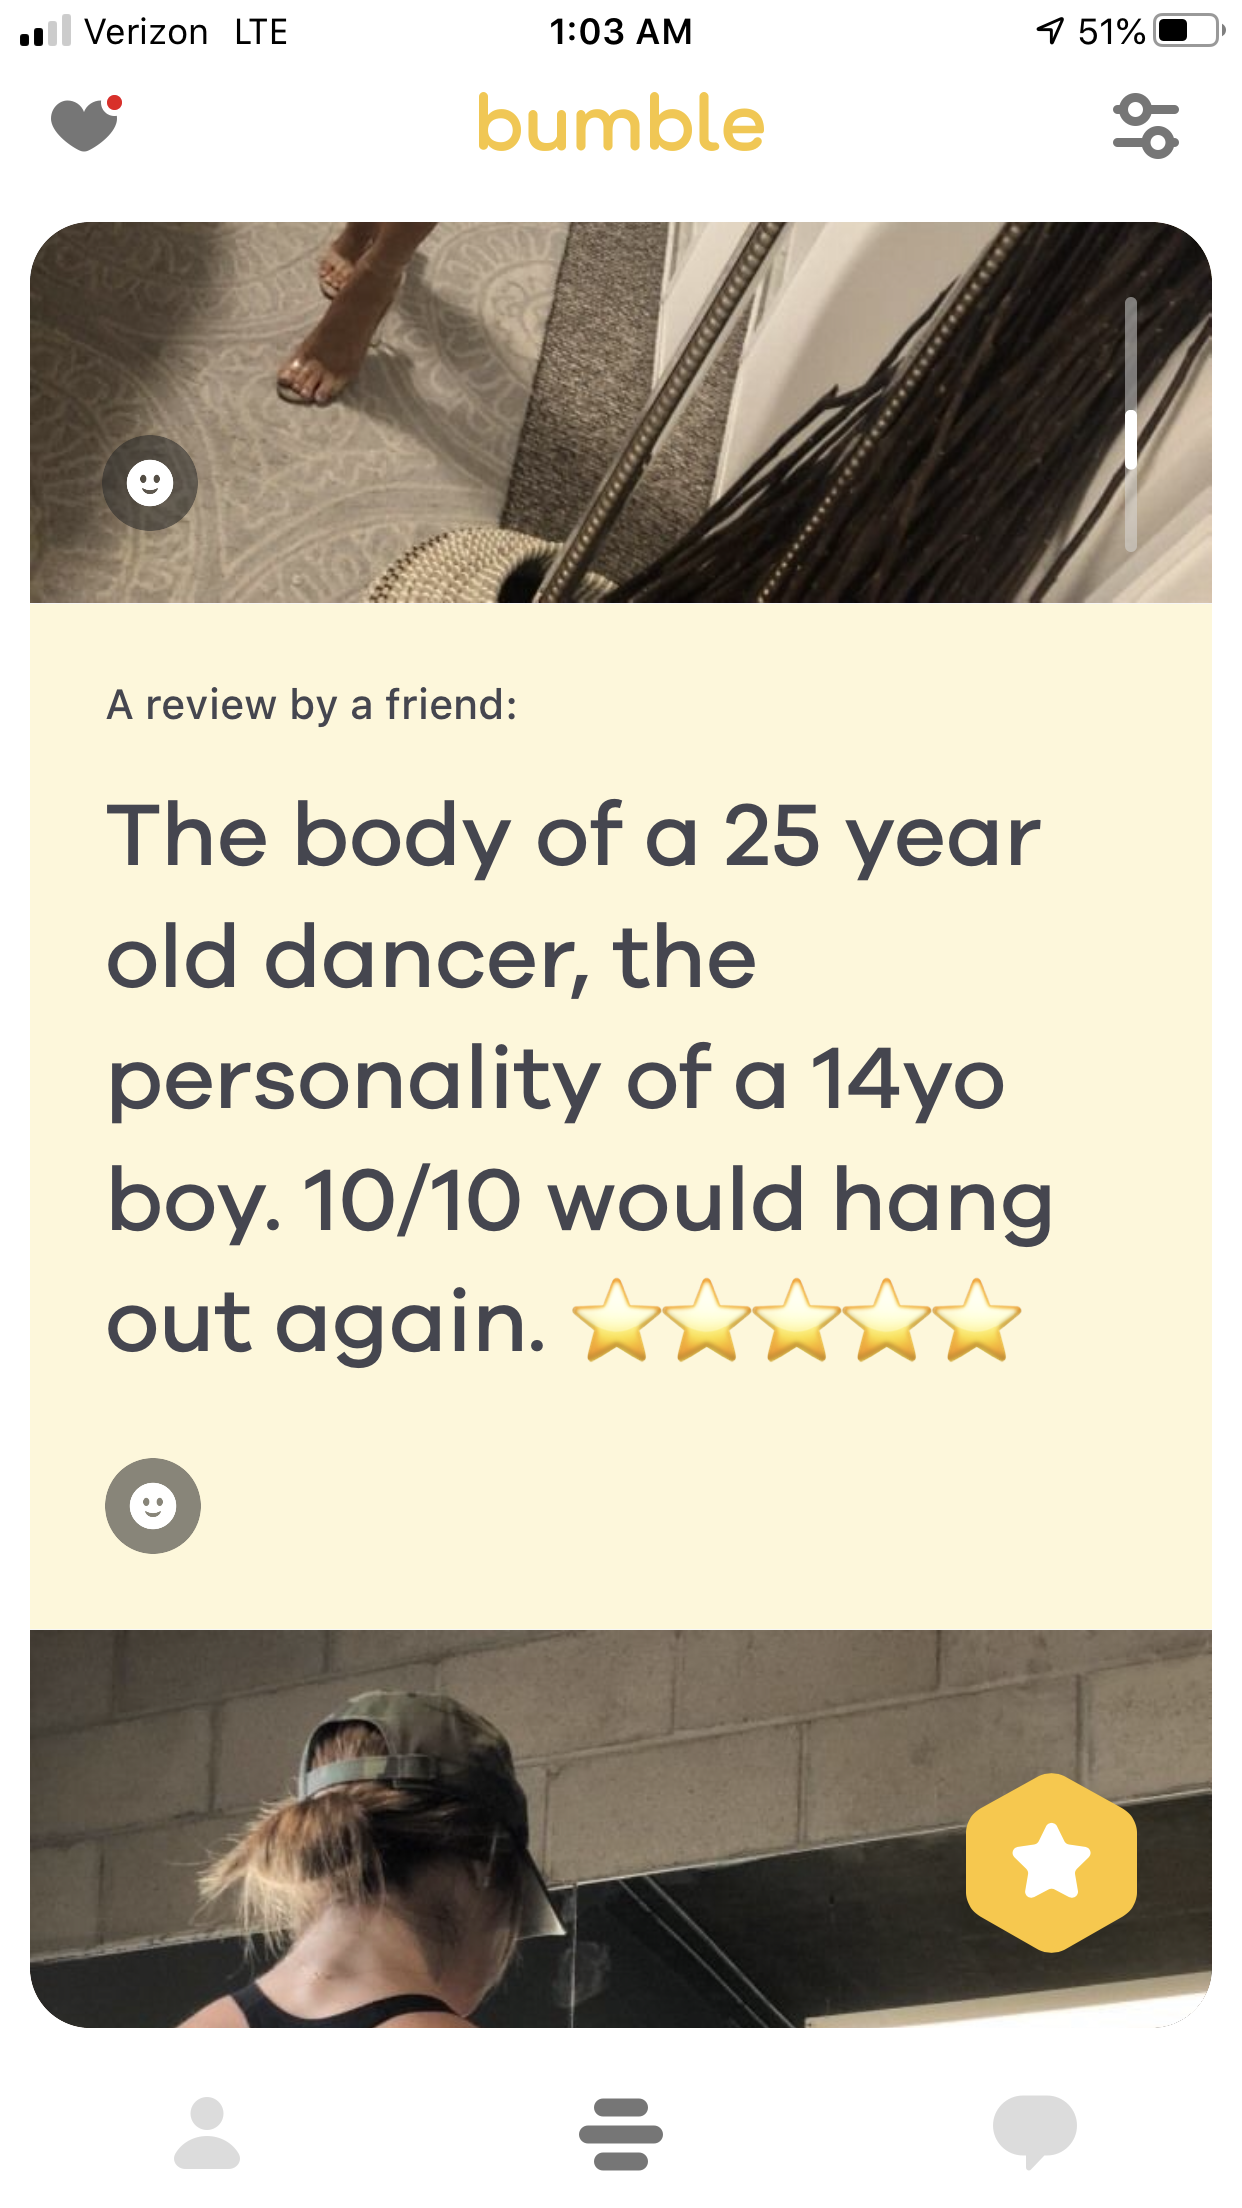 Verizon LTE 1:03 AM 51%
bumble
A review by a friend:
The body of a 25 year
old dancer, the
personality of a 14yo
boy. 10/10 would hang
out again. ⭐⭐⭐⭐⭐